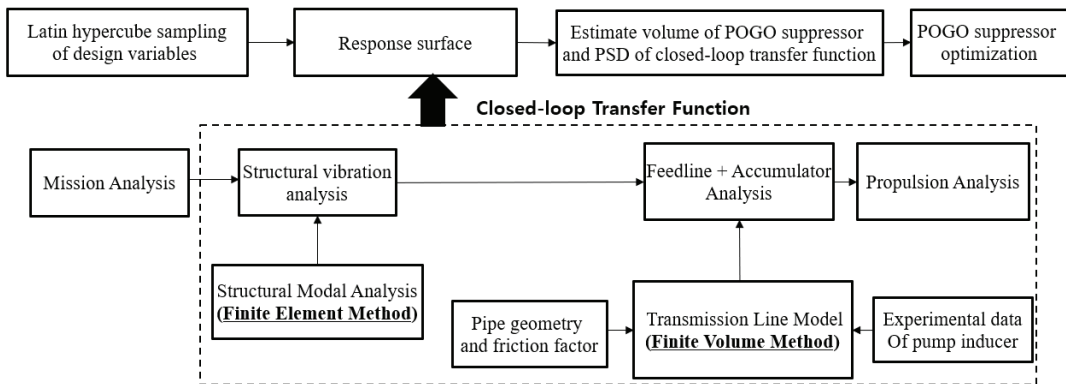 Latin hypercube sampling
of design variables
Response surface
Estimate volume of POGO suppressor
and PSD of closed-loop transfer function
POGO suppressor
optimization
Closed-loop Transfer Function
Mission Analysis
Structural vibration
analysis
Feedline + Accumulator
Analysis
Propulsion Analysis
Structural Modal Analysis
(Finite Element Method)
Pipe geometry
and friction factor
Transmission Line Model
(Finite Volume Method)
Experimental data
Of pump inducer